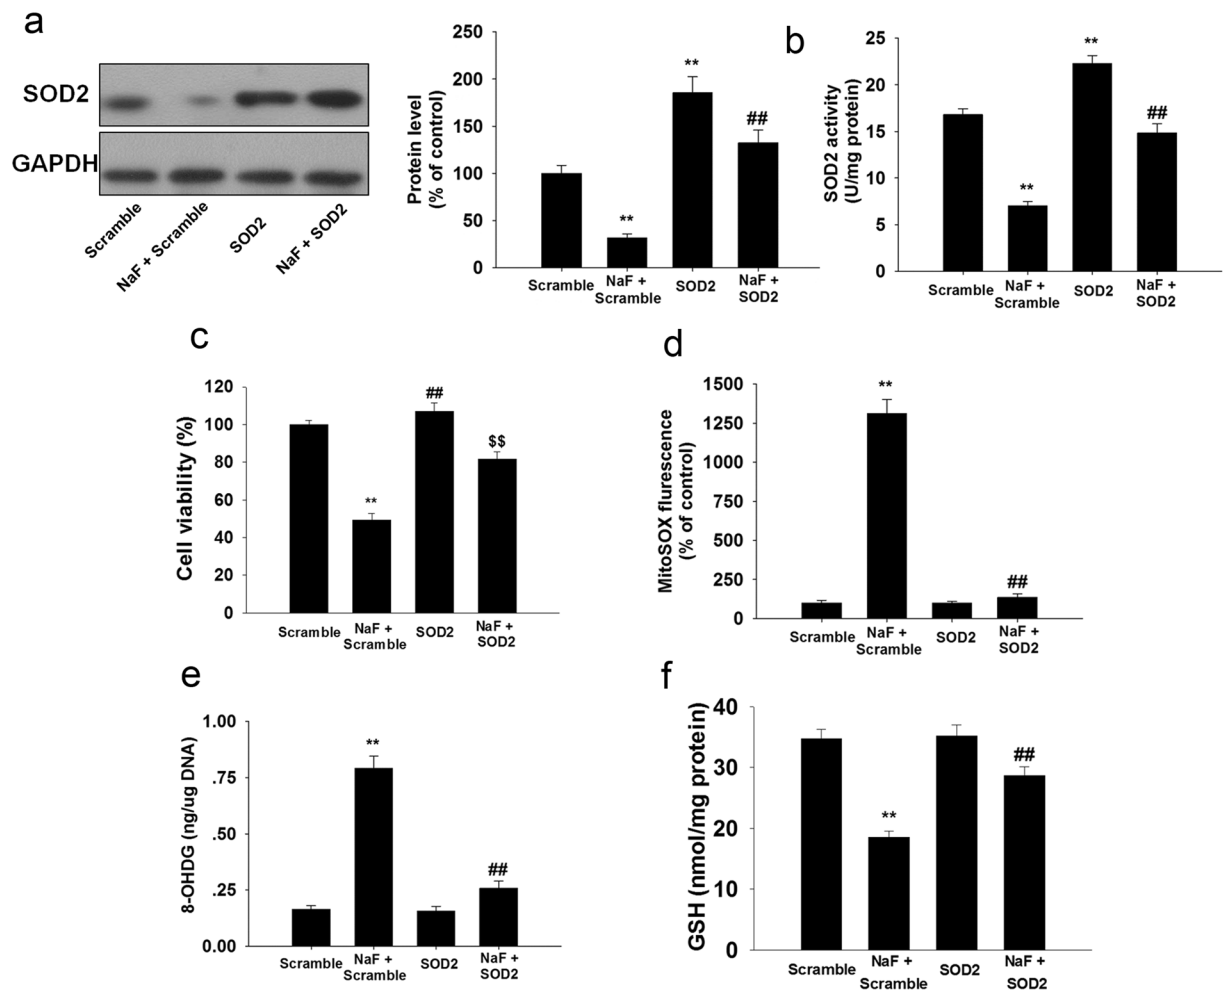 a
SOD2
GAPDH
Scramble
NaF + Scramble
SOD2
NaF + SOD2
Protein level
(% of control)
250
200
150
100
50
0
**
**
##
Scramble
NaF +
Scramble
SOD2
NaF +
SOD2
b
SOD2 activity
(U/mg protein)
25
20
15
10
5
0
**
**
##
Scramble
NaF +
Scramble
SOD2
NaF +
SOD2
c
Cell viability (%)
120
100
80
60
40
20
0
**
##
$$
Scramble
NaF +
Scramble
SOD2
NaF +
SOD2
d
MitoSOX flurescence
(% of control)
1500
1250
1000
750
500
250
0
**
##
Scramble
NaF +
Scramble
SOD2
NaF +
SOD2
e
8-OHDG (ng/ug DNA)
1.00
.75
.50
.25
0.00
**
##
Scramble
NaF +
Scramble
SOD2
NaF +
SOD2
f
GSH (nmol/mg protein)
40
30
20
10
0
**
##
Scramble
NaF +
Scramble
SOD2
NaF +
SOD2